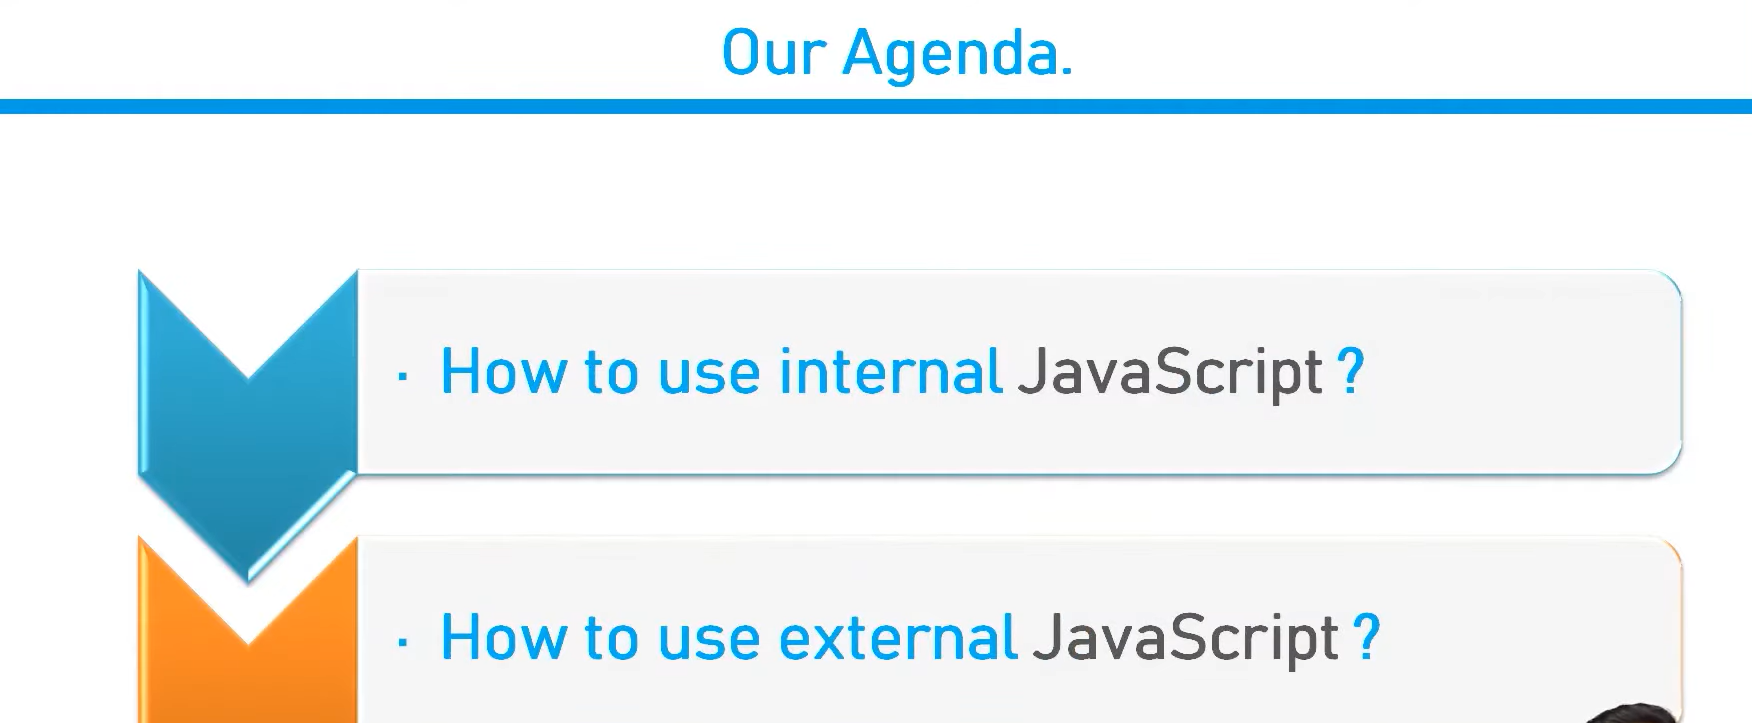 Our Agenda.
· How to use internal JavaScript ?
· How to use external JavaScript ?